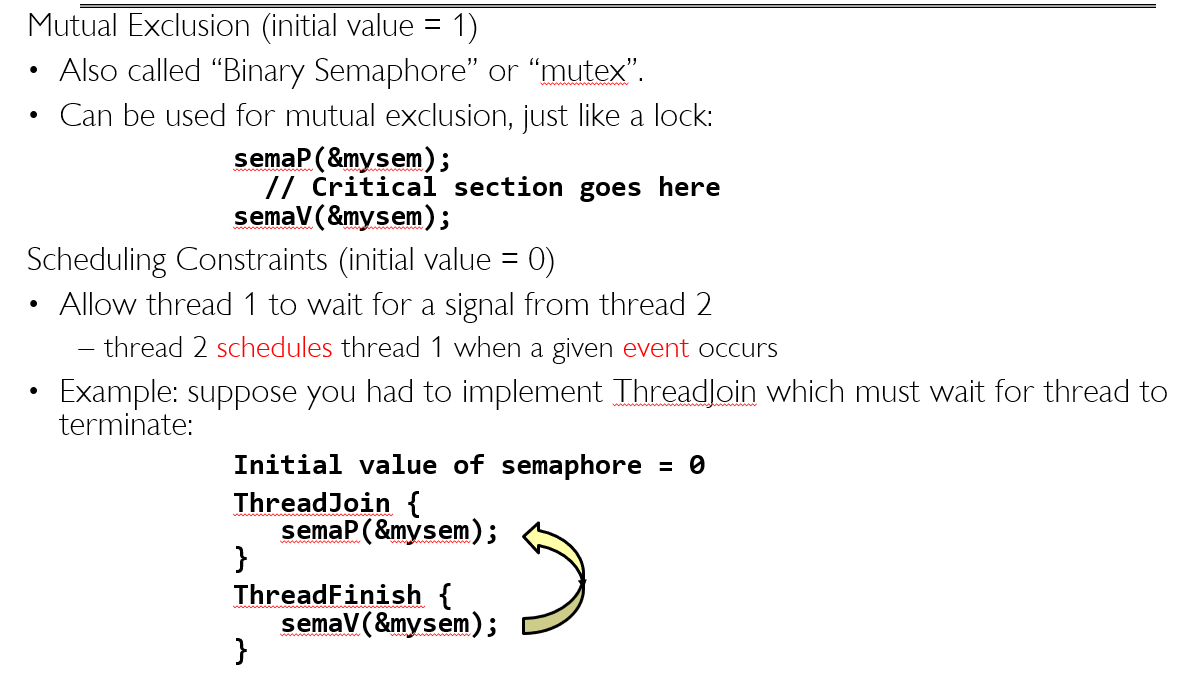 Mutual Exclusion (initial value = 1)
• Also called “Binary Semaphore” or “mutex”.
• Can be used for mutual exclusion, just like a lock:
semaP(&mysem);
// Critical section goes here
semaV(&mysem);
Scheduling Constraints (initial value = 0)
• Allow thread 1 to wait for a signal from thread 2
– thread 2 schedules thread 1 when a given event occurs
• Example: suppose you had to implement ThreadJoin which must wait for thread to
terminate:
Initial value of semaphore = 0
ThreadJoin {
semaP(&mysem);
}
ThreadFinish {
semaV(&mysem);
}